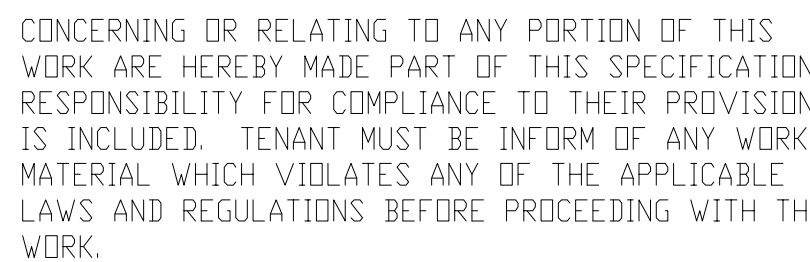 CONCERNING OR RELATING TO ANY PORTION OF THIS
WORK ARE HEREBY MADE PART OF THIS SPECIFICATION
RESPONSIBILITY FOR COMPLIANCE TO THEIR PROVISION
IS INCLUDED. TENANT MUST BE INFORM OF ANY WORK
MATERIAL WHICH VIOLATES ANY OF THE APPLICABLE
LAWS AND REGULATIONS BEFORE PROCEEDING WITH TH
WORK.